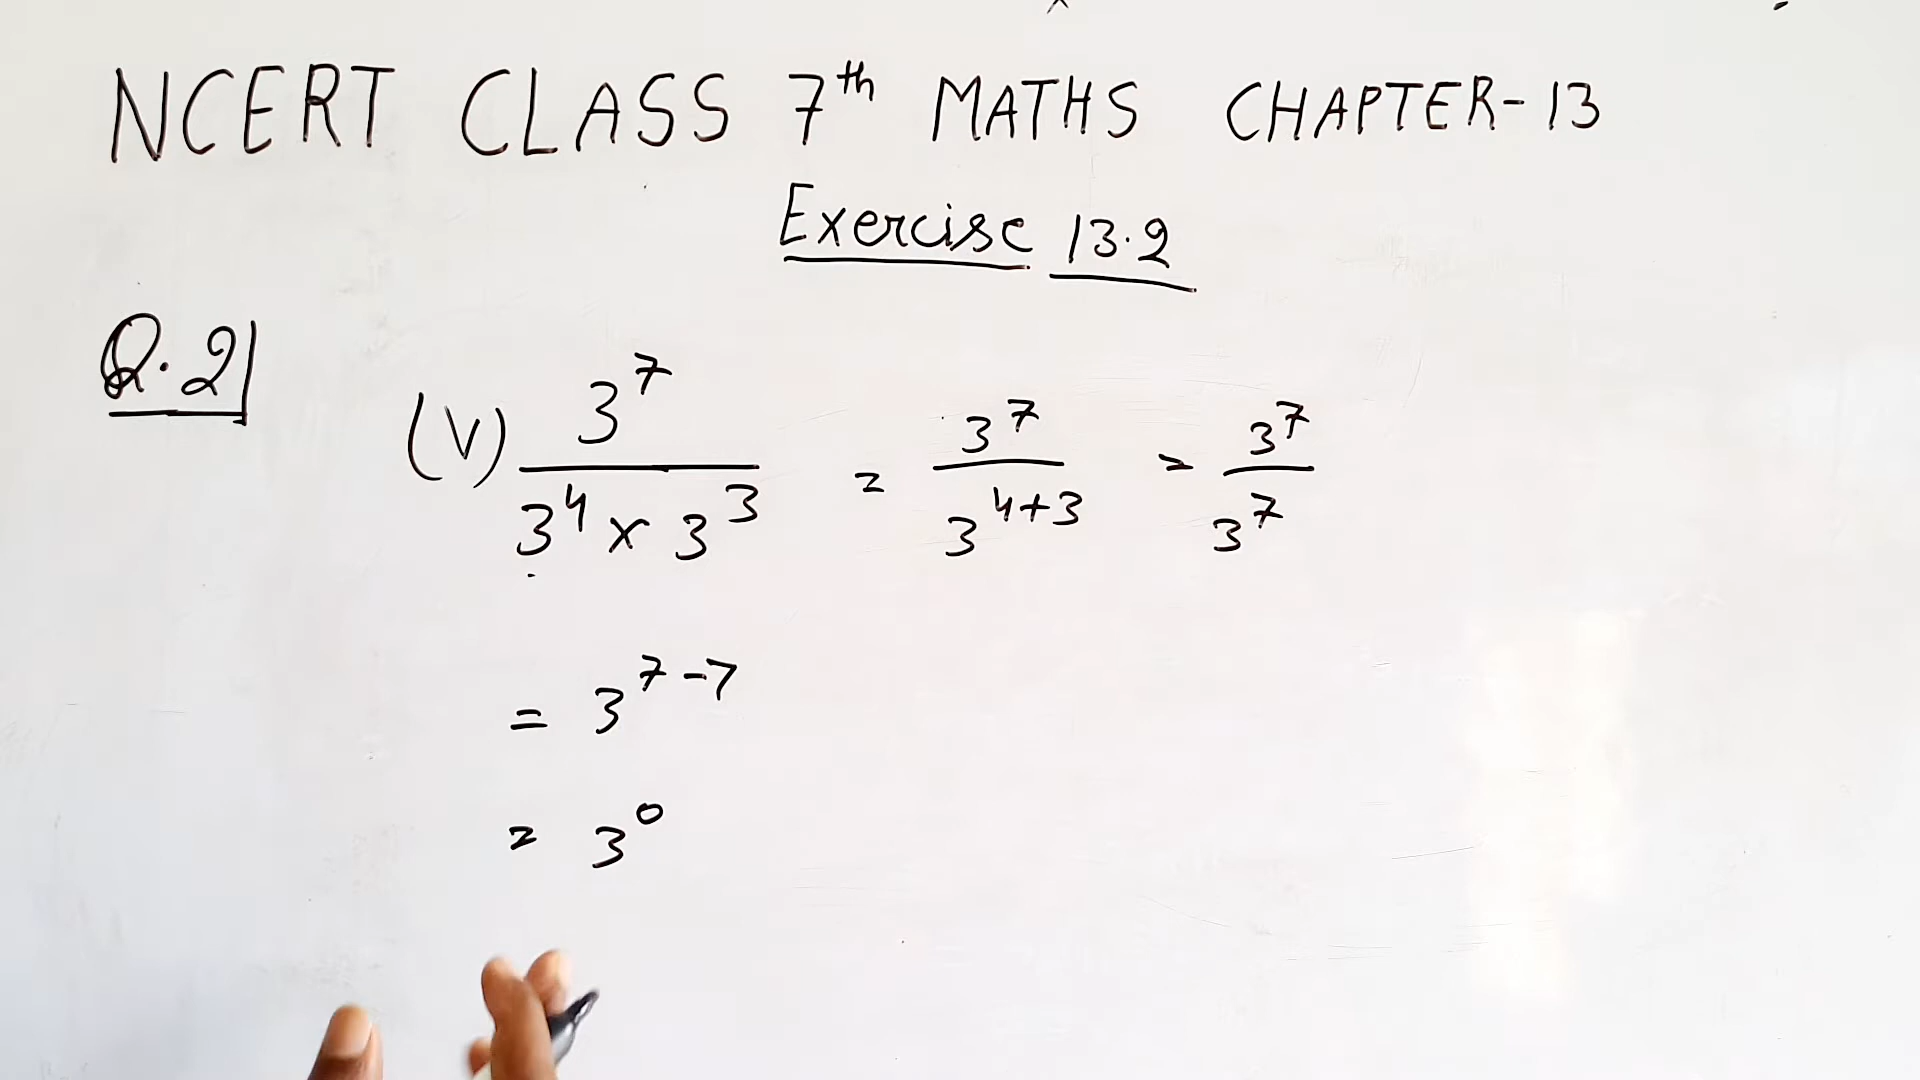 NCERT CLASS 7th MATHS CHAPTER-13
Exercise 13.2
Q.2
(V) 3^7 / (3^4 × 3^3) = 3^7 / 3^(4+3) = 3^7 / 3^7
= 3^(7-7)
= 3^0